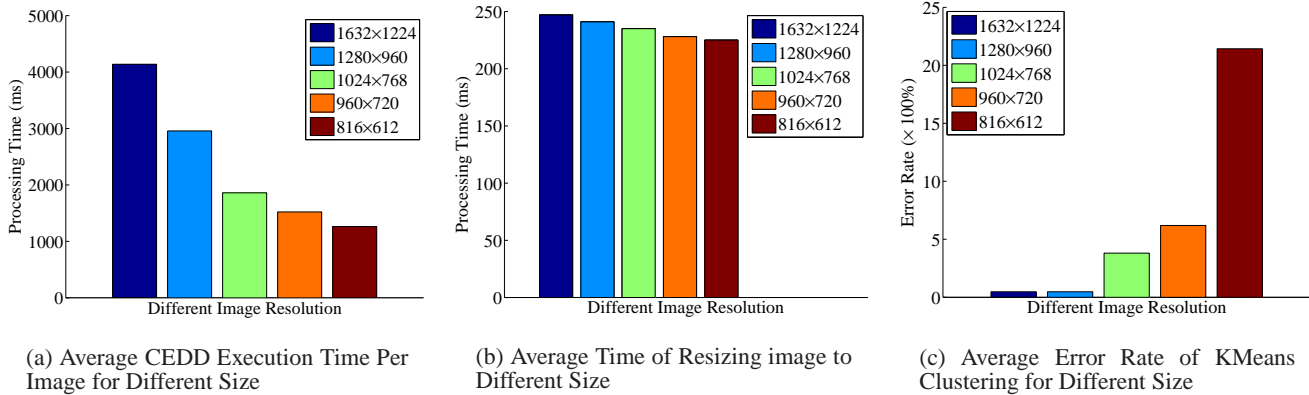 5000
4000
3000
2000
1000
0
Processing Time (ms)
1632×1224
1280×960
1024×768
960×720
816×612
Different Image Resolution
(a) Average CEDD Execution Time Per
Image for Different Size
250
200
150
100
50
0
Processing Time (ms)
1632×1224
1280×960
1024×768
960×720
816×612
Different Image Resolution
(b) Average Time of Resizing image to
Different Size
25
20
15
10
5
0
Error Rate (× 100%)
1632×1224
1280×960
1024×768
960×720
816×612
Different Image Resolution
(c) Average Error Rate of KMeans
Clustering for Different Size